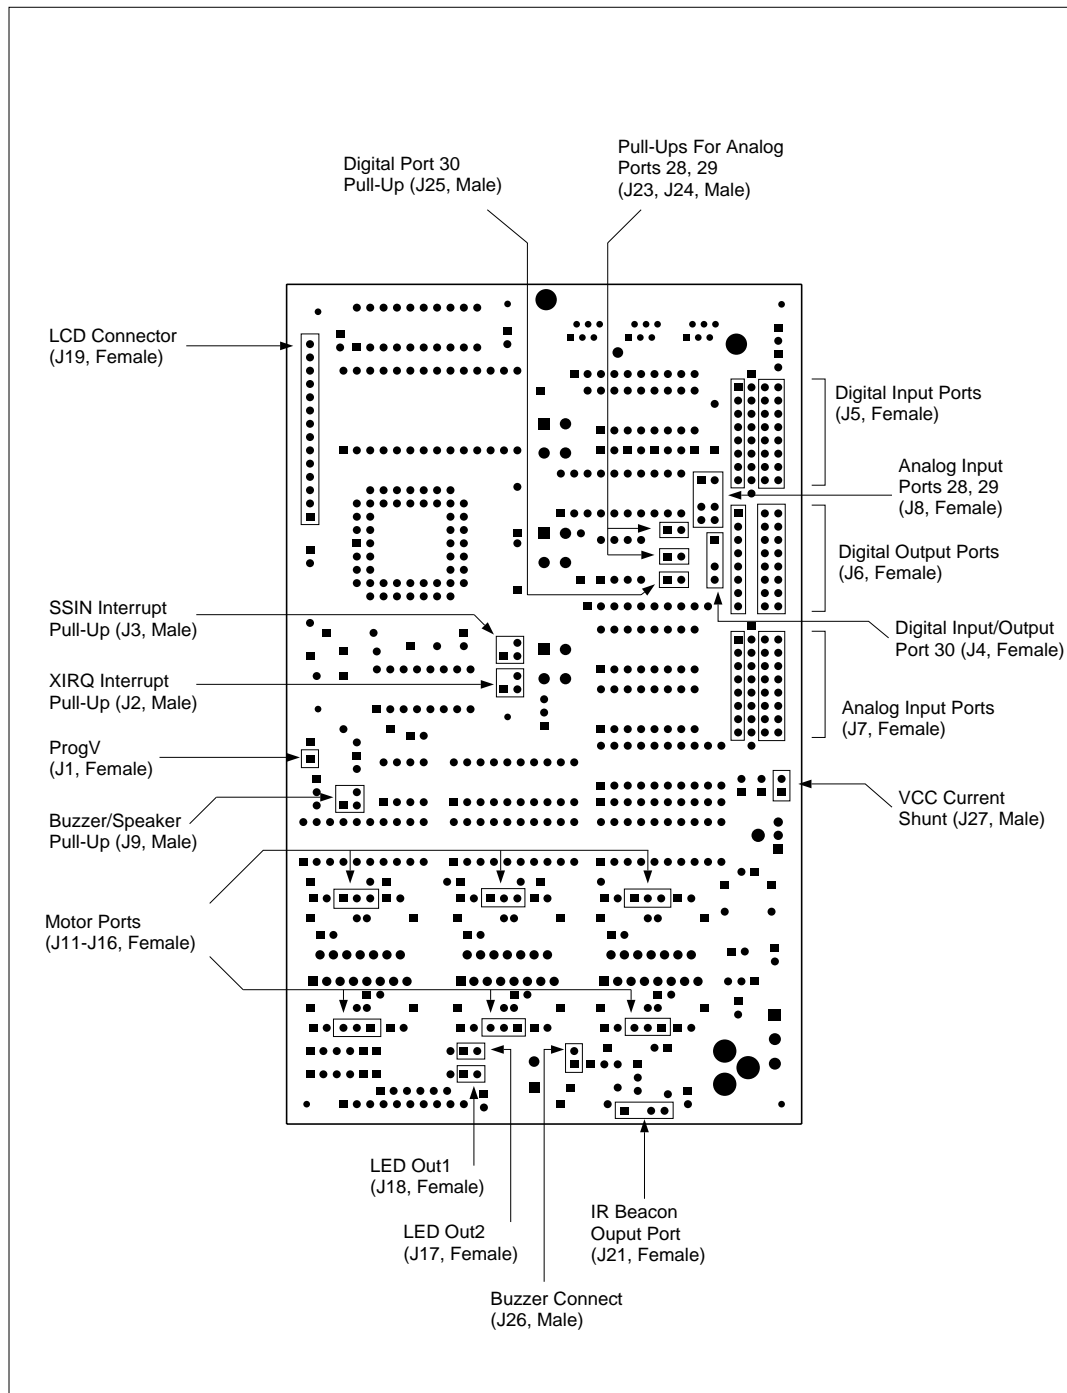 Pull-Ups For Analog
Ports 28, 29
(J23, J24, Male)
Digital Port 30
Pull-Up (J25, Male)
LCD Connector
(J19, Female)
Digital Input Ports
(J5, Female)
Analog Input
Ports 28, 29
(J8, Female)
Digital Output Ports
(J6, Female)
SSIN Interrupt
Pull-Up (J3, Male)
Digital Input/Output
Port 30 (J4, Female)
XIRQ Interrupt
Pull-Up (J2, Male)
Analog Input Ports
(J7, Female)
ProgV
(J1, Female)
VCC Current
Shunt (J27, Male)
Buzzer/Speaker
Pull-Up (J9, Male)
Motor Ports
(J11-J16, Female)
LED Out1
(J18, Female)
LED Out2
(J17, Female)
IR Beacon
Ouput Port
(J21, Female)
Buzzer Connect
(J26, Male)